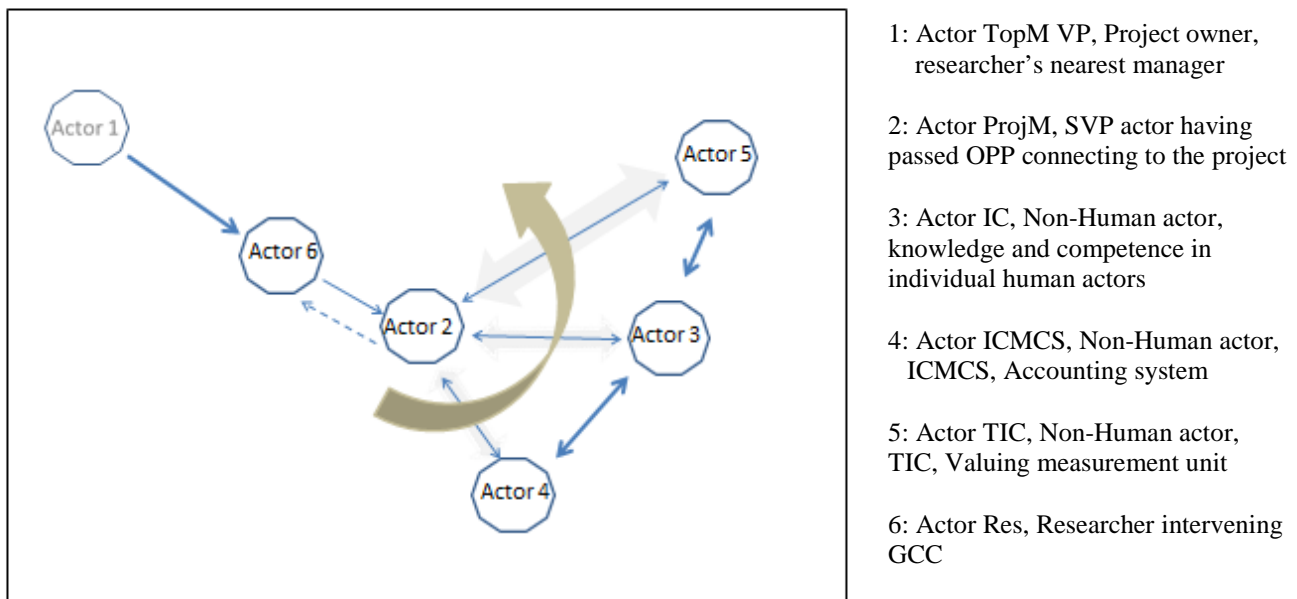 Actor 1
Actor 5
Actor 6
Actor 2
Actor 3
Actor 4
1: Actor TopM VP, Project owner,
researcher’s nearest manager
2: Actor ProjM, SVP actor having
passed OPP connecting to the project
3: Actor IC, Non-Human actor,
knowledge and competence in
individual human actors
4: Actor ICMCS, Non-Human actor,
ICMCS, Accounting system
5: Actor TIC, Non-Human actor,
TIC, Valuing measurement unit
6: Actor Res, Researcher intervening
GCC